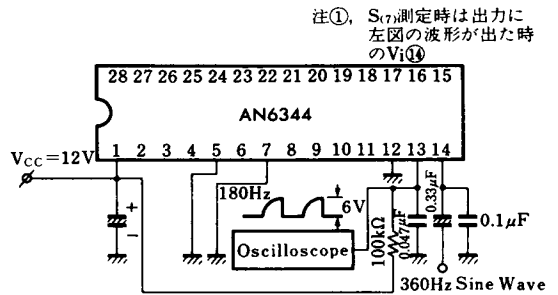 注①, S(7)測定時は出力に
左図の波形が出た時
のVi⑭
28 27 26 25 24 23 22 21 20 19 18 17 16 15
AN6344
1 2 3 4 5 6 7 8 9 10 11 12 13 14
VCC=12V
+
−
180Hz
6V
Oscilloscope
100kΩ
0.047μF
0.33μF
0.1μF
360Hz Sine Wave